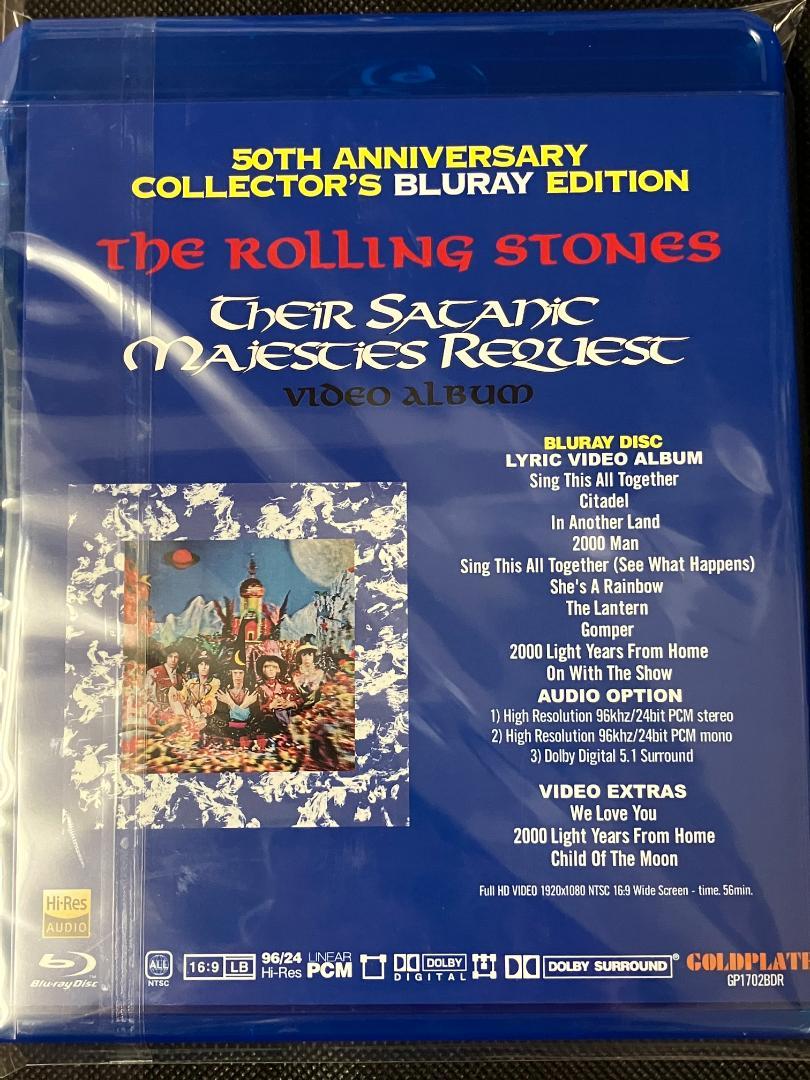 50TH ANNIVERSARY
COLLECTOR'S BLURAY EDITION
THE ROLLING STONES
THEIR SATANIC
MAJESTIES REQUEST
VIDEO ALBUM
BLURAY DISC
LYRIC VIDEO ALBUM
Sing This All Together
Citadel
In Another Land
2000 Man
Sing This All Together (See What Happens)
She's A Rainbow
The Lantern
Gomper
2000 Light Years From Home
On With The Show
AUDIO OPTION
1) High Resolution 96khz/24bit PCM stereo
2) High Resolution 96khz/24bit PCM mono
3) Dolby Digital 5.1 Surround
VIDEO EXTRAS
We Love You
2000 Light Years From Home
Child Of The Moon
Full HD VIDEO 1920x1080 NTSC 16:9 Wide Screen - time. 56min.
Hi-Res
AUDIO
Blu-ray Disc™
ALL
NTSC
16:9 LB
96/24
Hi-Res
LINEAR
PCM
DOLBY
DIGITAL
DOLBY SURROUND®
GOLDPLATE
GP1702BDR